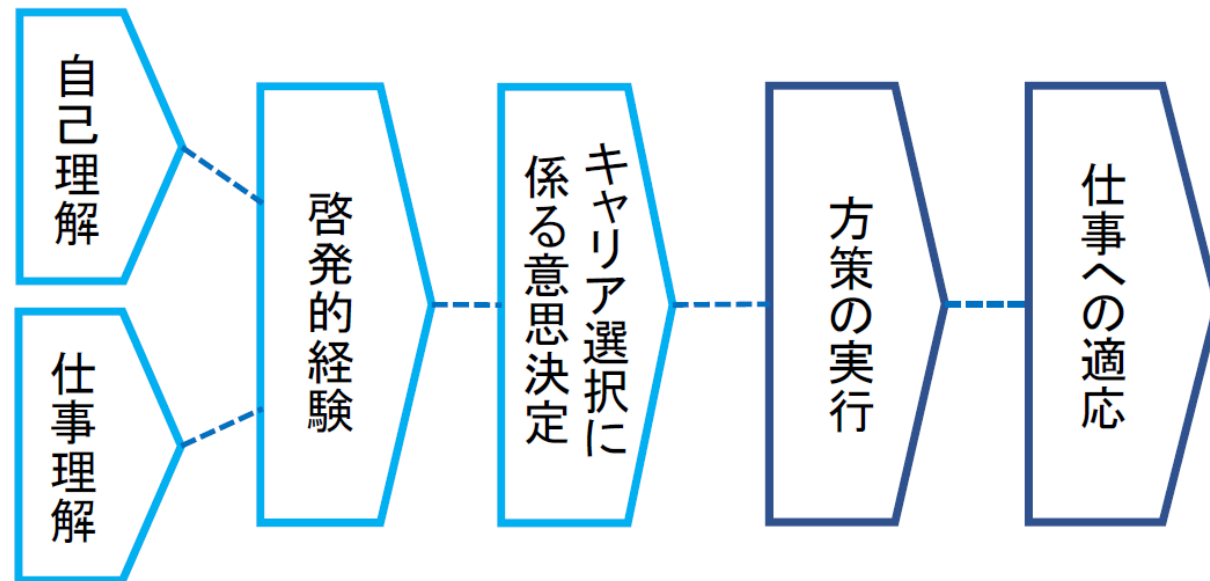 自己理解
仕事理解
啓発的経験
キャリア選択に
係る意思決定
方策の実行
仕事への適応